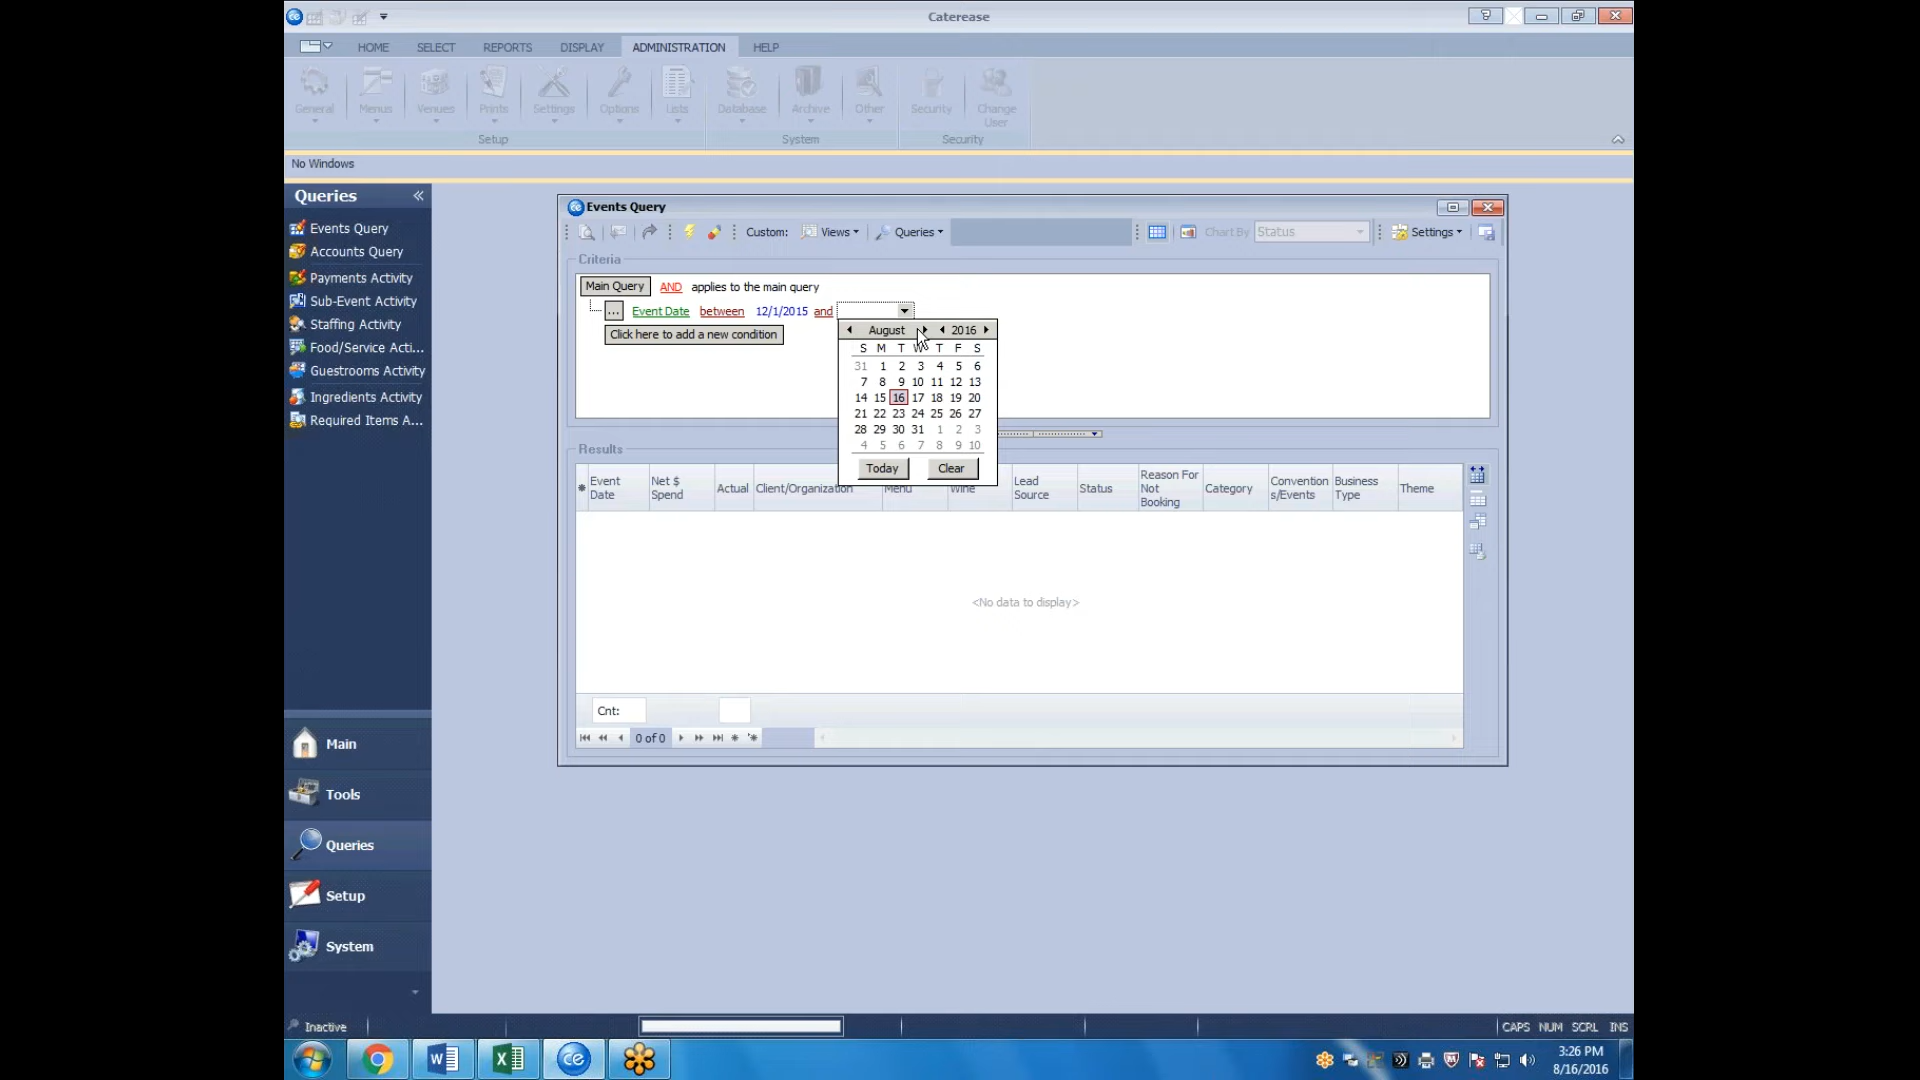 Caterease
HOME SELECT REPORTS DISPLAY ADMINISTRATION HELP
General Menus Venues Prints Settings Options Lists Database Archive Other Security Change User
Setup System Security
No Windows
Queries
Events Query
Accounts Query
Payments Activity
Sub-Event Activity
Staffing Activity
Food/Service Acti...
Guestrooms Activity
Ingredients Activity
Required Items A...
Main
Tools
Queries
Setup
System
Events Query
Custom: Views Queries Chart By Status Settings
Criteria
Main Query AND applies to the main query
... Event Date between 12/1/2015 and
Click here to add a new condition
August 2016
S M T W T F S
31 1 2 3 4 5 6
7 8 9 10 11 12 13
14 15 16 17 18 19 20
21 22 23 24 25 26 27
28 29 30 31 1 2 3
4 5 6 7 8 9 10
Today Clear
Results
Event Date Net $ Spend Actual Client/Organization Menu Wine Lead Source Status Reason For Not Booking Category Convention s/Events Business Type Theme
<No data to display>
Cnt:
0 of 0
Inactive
CAPS NUM SCRL INS
3:26 PM
8/16/2016